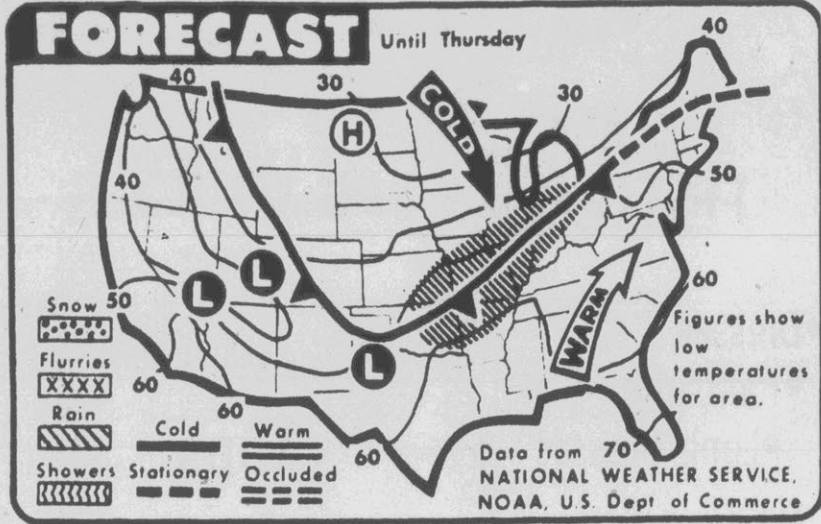 FORECAST Until Thursday
40 30 30 40
H COLD
40 50
L L
50 60
L WARM
60 60 60 70
Snow
Flurries
Rain
Showers
Cold Warm
Stationgry Occluded
Figures show
low
temperatures
for area.
Data from
NATIONAL WEATHER SERVICE,
NOAA, U.S. Dept of Commerce